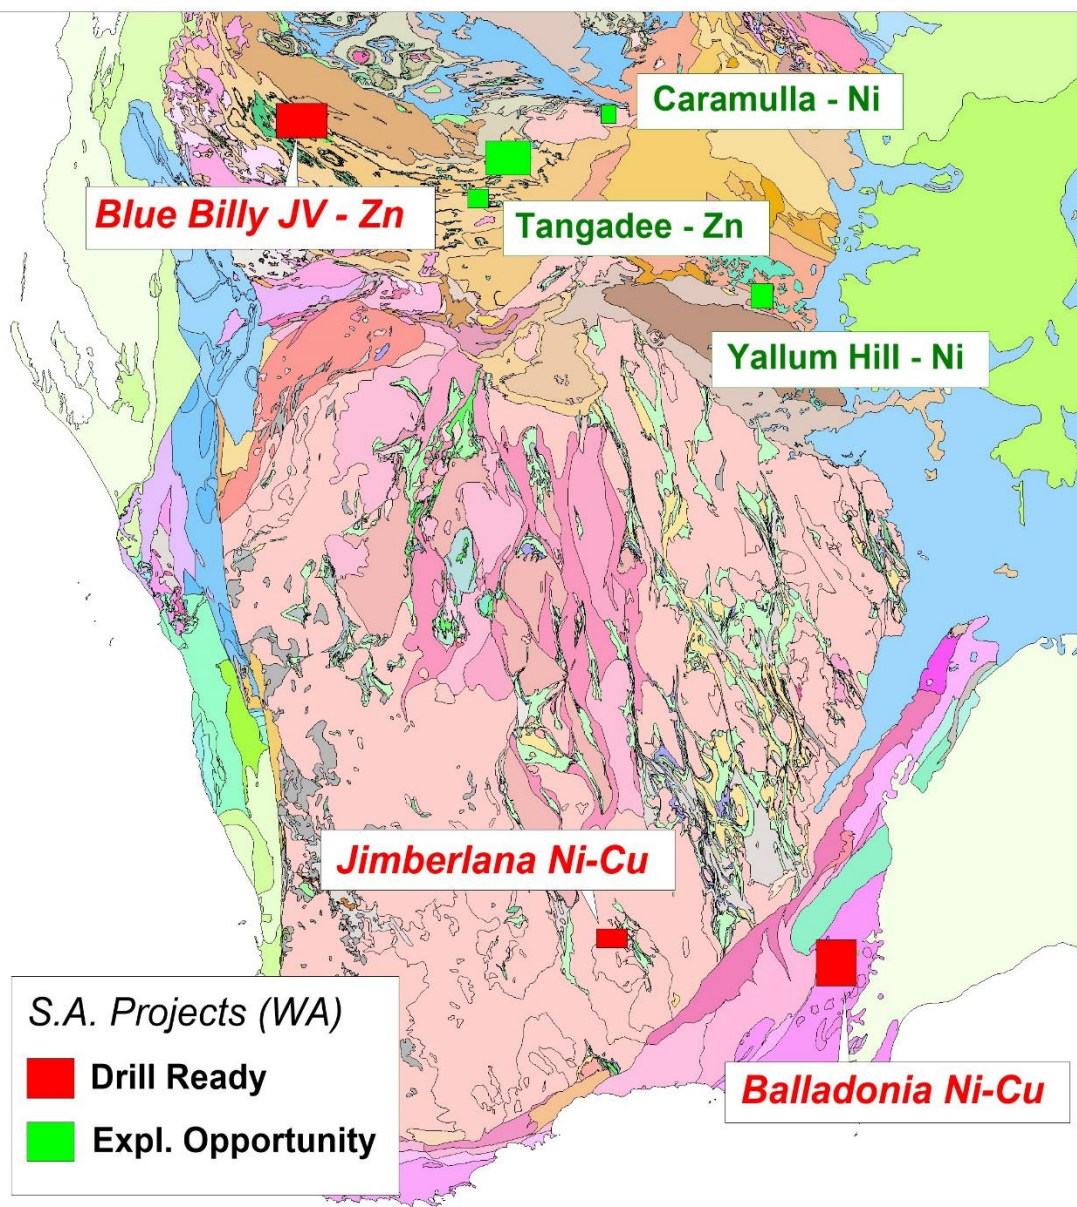 Caramulla - Ni
Blue Billy JV - Zn
Tangadee - Zn
Yallum Hill - Ni
Jimberlana Ni-Cu
Balladonia Ni-Cu
S.A. Projects (WA)
Drill Ready
Expl. Opportunity